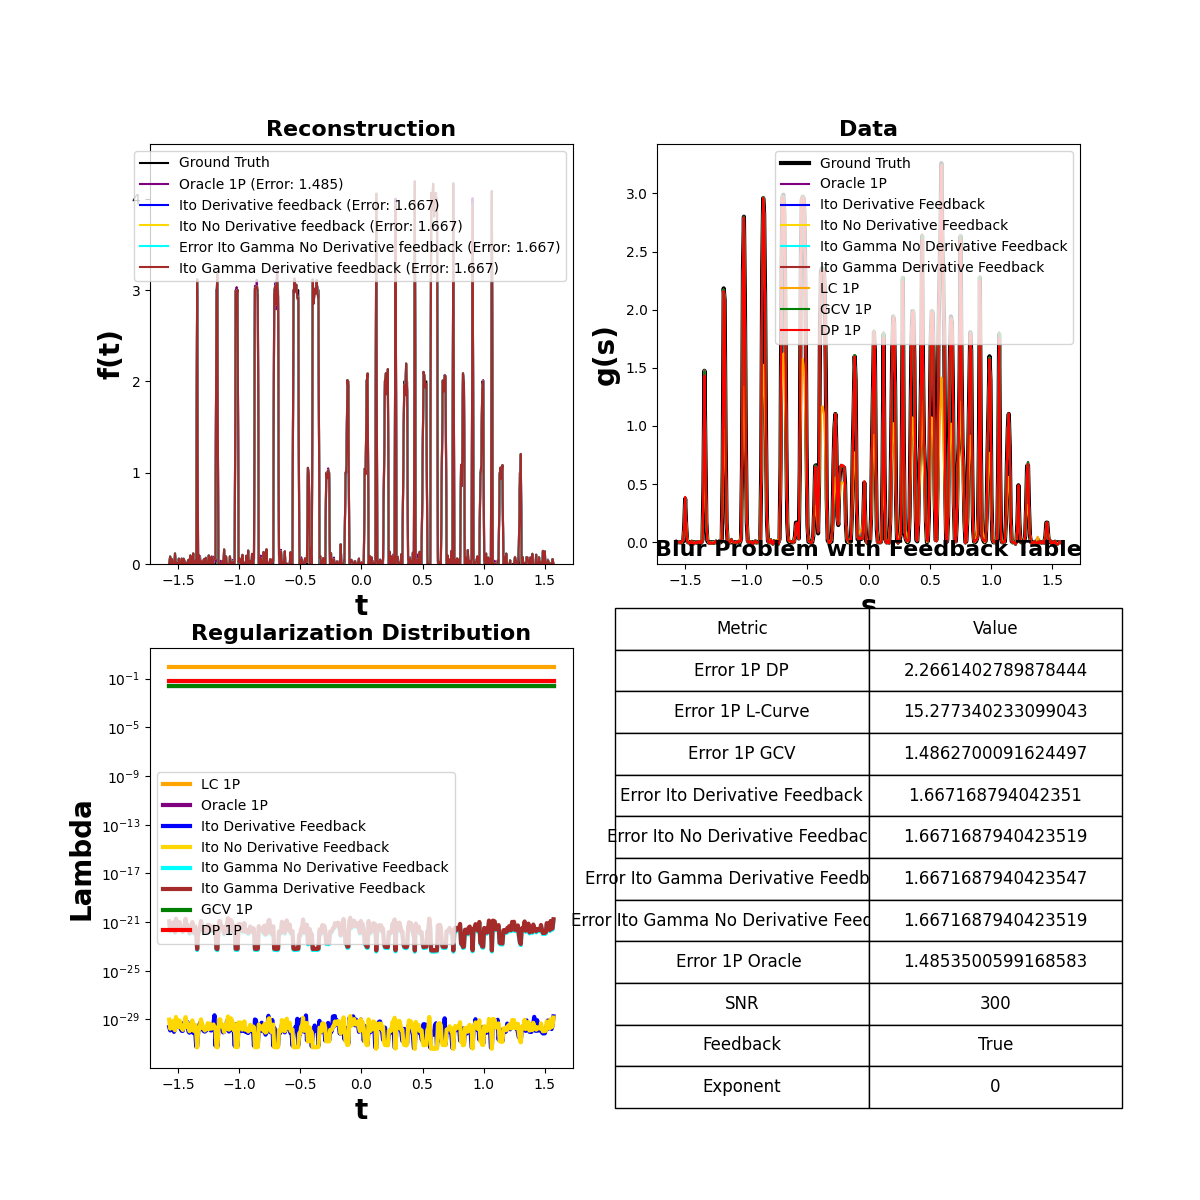 Reconstruction
Ground Truth
Oracle 1P (Error: 1.485)
Ito Derivative feedback (Error: 1.667)
Ito No Derivative feedback (Error: 1.667)
Error Ito Gamma No Derivative feedback (Error: 1.667)
Ito Gamma Derivative feedback (Error: 1.667)
f(t)
4
3
2
1
0
−1.5 −1.0 −0.5 0.0 0.5 1.0 1.5
t
Data
Ground Truth
Oracle 1P
Ito Derivative Feedback
Ito No Derivative Feedback
Ito Gamma No Derivative Feedback
Ito Gamma Derivative Feedback
LC 1P
GCV 1P
DP 1P
g(s)
3.0
2.5
2.0
1.5
1.0
0.5
0.0
−1.5 −1.0 −0.5 0.0 0.5 1.0 1.5
s
Regularization Distribution
LC 1P
Oracle 1P
Ito Derivative Feedback
Ito No Derivative Feedback
Ito Gamma No Derivative Feedback
Ito Gamma Derivative Feedback
GCV 1P
DP 1P
Lambda
10⁻¹
10⁻⁵
10⁻⁹
10⁻¹³
10⁻¹⁷
10⁻²¹
10⁻²⁵
10⁻²⁹
−1.5 −1.0 −0.5 0.0 0.5 1.0 1.5
t
Blur Problem with Feedback Table
Metric Value
Error 1P DP 2.2661402789878444
Error 1P L-Curve 15.277340233099043
Error 1P GCV 1.4862700091624497
Error Ito Derivative Feedback 1.667168794042351
Error Ito No Derivative Feedbac 1.6671687940423519
Error Ito Gamma Derivative Feedb 1.6671687940423547
Error Ito Gamma No Derivative Feec 1.6671687940423519
Error 1P Oracle 1.4853500599168583
SNR 300
Feedback True
Exponent 0